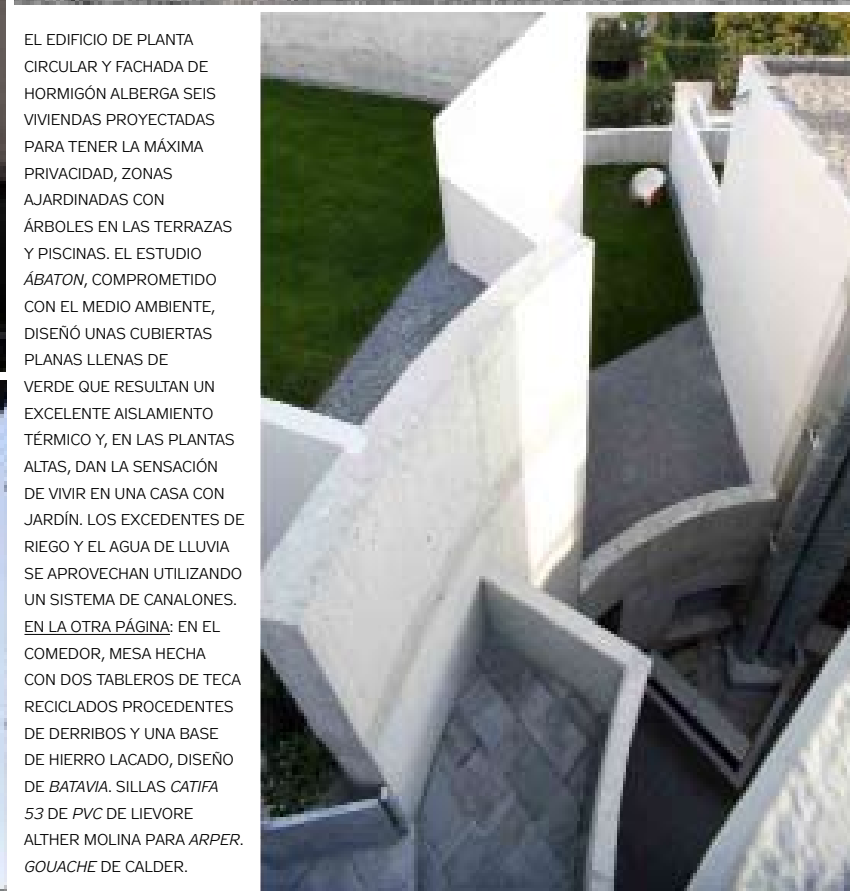 EL EDIFICIO DE PLANTA
CIRCULAR Y FACHADA DE
HORMIGÓN ALBERGA SEIS
VIVIENDAS PROYECTADAS
PARA TENER LA MÁXIMA
PRIVACIDAD, ZONAS
AJARDINADAS CON
ÁRBOLES EN LAS TERRAZAS
Y PISCINAS. EL ESTUDIO
ÁBATON, COMPROMETIDO
CON EL MEDIO AMBIENTE,
DISEÑÓ UNAS CUBIERTAS
PLANAS LLENAS DE
VERDE QUE RESULTAN UN
EXCELENTE AISLAMIENTO
TÉRMICO Y, EN LAS PLANTAS
ALTAS, DAN LA SENSACIÓN
DE VIVIR EN UNA CASA CON
JARDÍN. LOS EXCEDENTES DE
RIEGO Y EL AGUA DE LLUVIA
SE APROVECHAN UTILIZANDO
UN SISTEMA DE CANALONES.
EN LA OTRA PÁGINA: EN EL
COMEDOR, MESA HECHA
CON DOS TABLEROS DE TECA
RECICLADOS PROCEDENTES
DE DERRIBOS Y UNA BASE
DE HIERRO LACADO, DISEÑO
DE BATAVIA. SILLAS CATIFA
53 DE PVC DE LIEVORE
ALTHER MOLINA PARA ARPER.
GOUACHE DE CALDER.